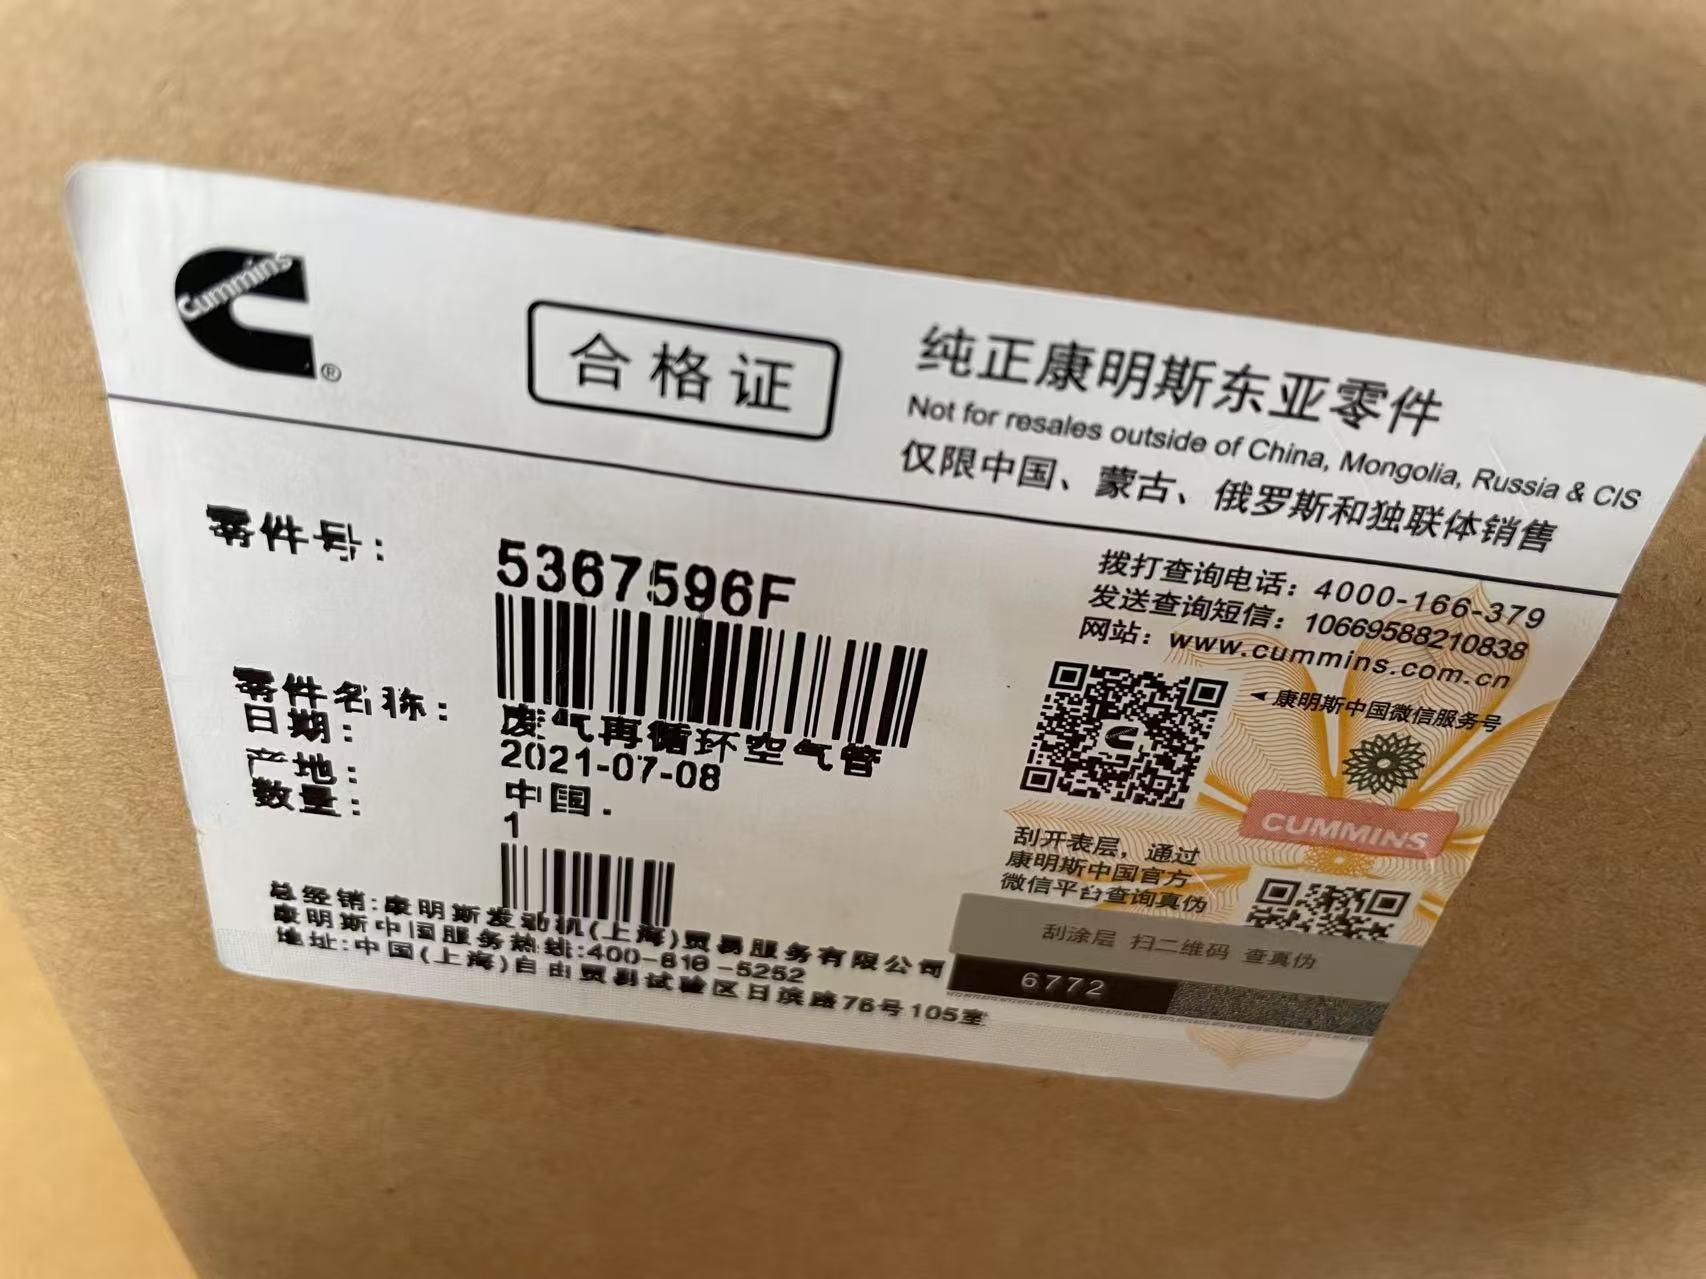 Cummins
®
合格证
纯正康明斯东亚零件
Not for resales outside of China, Mongolia, Russia & CIS
仅限中国、蒙古、俄罗斯和独联体销售
零件号:
5367596F
零件名称:
废气再循环空气管
日期:
2021-07-08
产地:
中国.
数量:
1
拨打查询电话: 4000-166-379
发送查询短信: 10669588210838
网站: www.cummins.com.cn
◄ 康明斯中国微信服务号
CUMMINS
刮开表层，通过
康明斯中国官方
微信平台查询真伪
刮涂层 扫二维码 查真伪
6772
总经销:康明斯发动机(上海)贸易服务有限公司
康明斯中国服务热线:400-810-5252
地址:中国(上海)自由贸易试验区日滨路76号105室